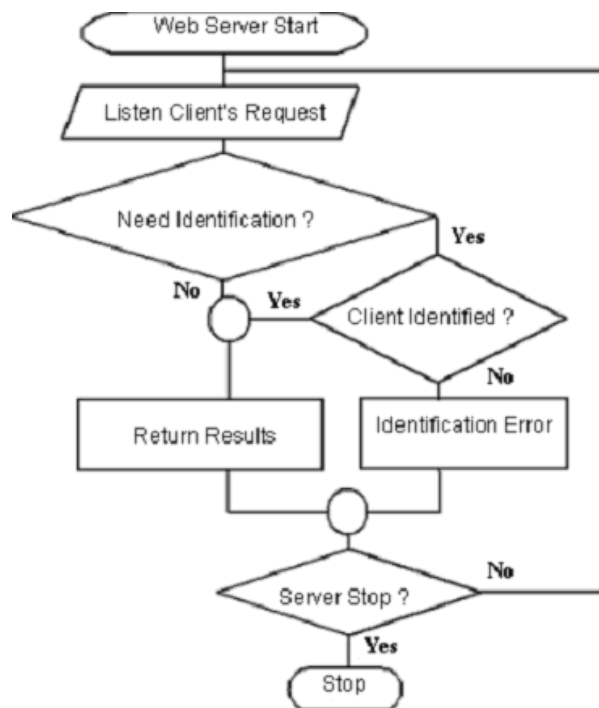 Web Server Start
Listen Client's Request
Need Identification ?
Yes
No
Yes
Client Identified ?
No
Return Results
Identification Error
Server Stop ?
No
Yes
Stop